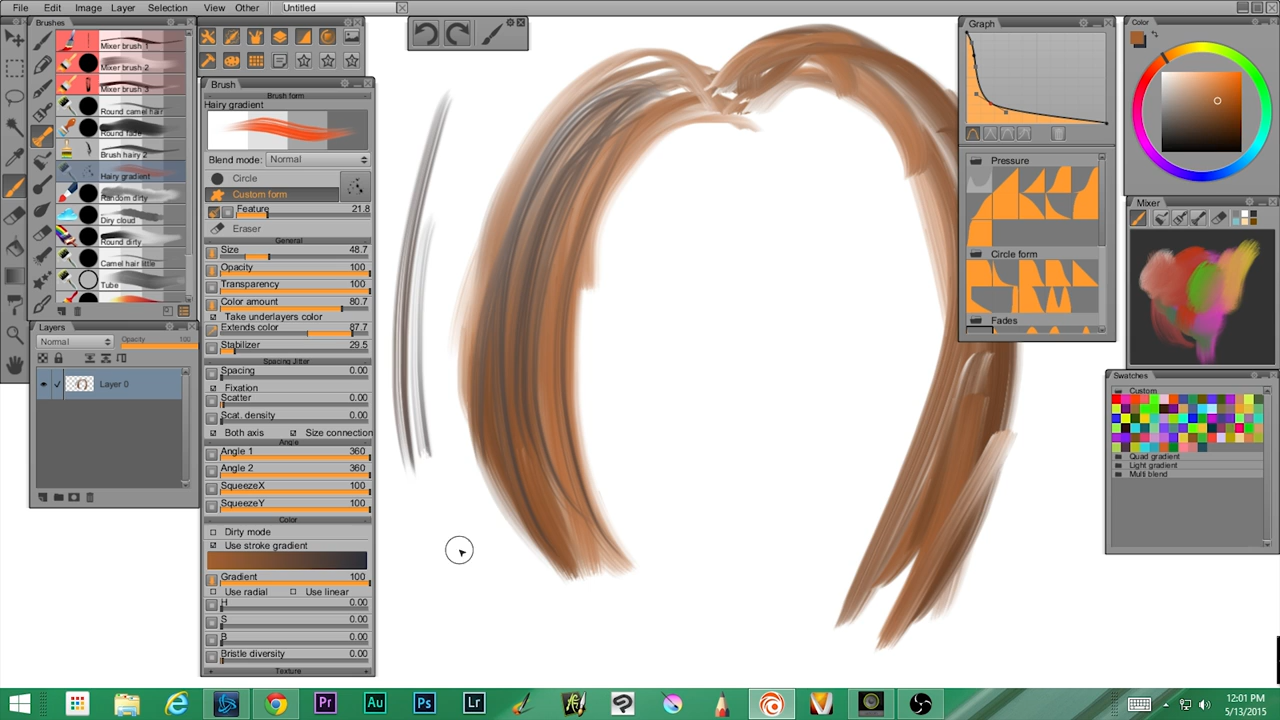 File Edit Image Layer Selection View Other Untitled
Brushes
Mixer brush 1
Mixer brush 2
Mixer brush 3
Round camel hair
Round fade
Brush hairy 2
Hairy gradient
Random dirty
Diry cloud
Round dirty
Camel hair little
Tube
Layers
Normal Opacity 100
Layer 0
Brush
Brush form
Hairy gradient
Blend mode: Normal
Circle
Custom form
Feature 21.8
Eraser
General
Size 48.7
Opacity 100
Transparency 100
Color amount 80.7
Take underlayers color
Extends color 87.7
Stabilizer 29.5
Spacing Jitter
Spacing 0.00
Fixation
Scatter 0.00
Scat. density 0.00
Both axis Size connection
Angle
Angle 1 360
Angle 2 360
SqueezeX 100
SqueezeY 100
Color
Dirty mode
Use stroke gradient
Gradient 100
Use radial Use linear
H 0.00
S 0.00
B 0.00
Bristle diversity 0.00
Texture
Graph
Pressure
Circle form
Fades
Color
Mixer
Swatches
Custom
Quad gradient
Light gradient
Multi blend
Pr Au Ps Lr
12:01 PM
5/13/2015